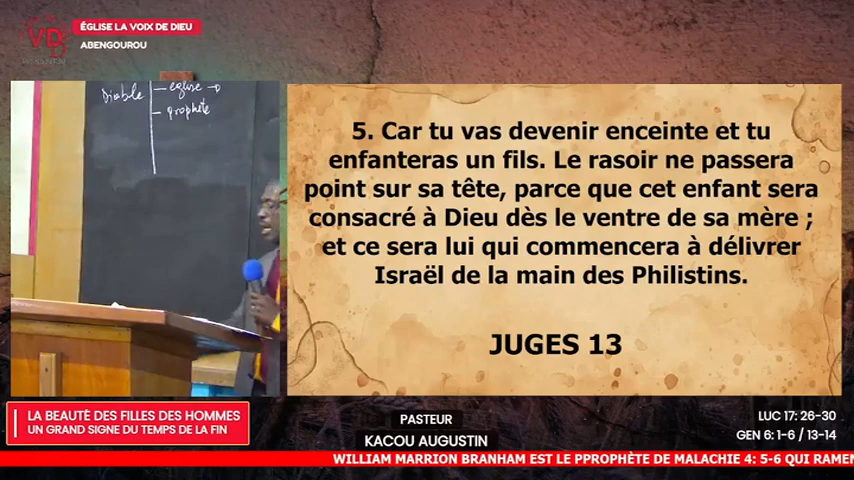 VDD
ÉGLISE LA VOIX DE DIEU
ABENGOUROU
Diable
église
prophète
5. Car tu vas devenir enceinte et tu
enfanteras un fils. Le rasoir ne passera
point sur sa tête, parce que cet enfant sera
consacré à Dieu dès le ventre de sa mère ;
et ce sera lui qui commencera à délivrer
Israël de la main des Philistins.
JUGES 13
LA BEAUTÉ DES FILLES DES HOMMES
UN GRAND SIGNE DU TEMPS DE LA FIN
PASTEUR
KACOU AUGUSTIN
LUC 17: 26-30
GEN 6: 1-6 / 13-14
WILLIAM MARRION BRANHAM EST LE PPROPHÈTE DE MALACHIE 4: 5-6 QUI RAMEN